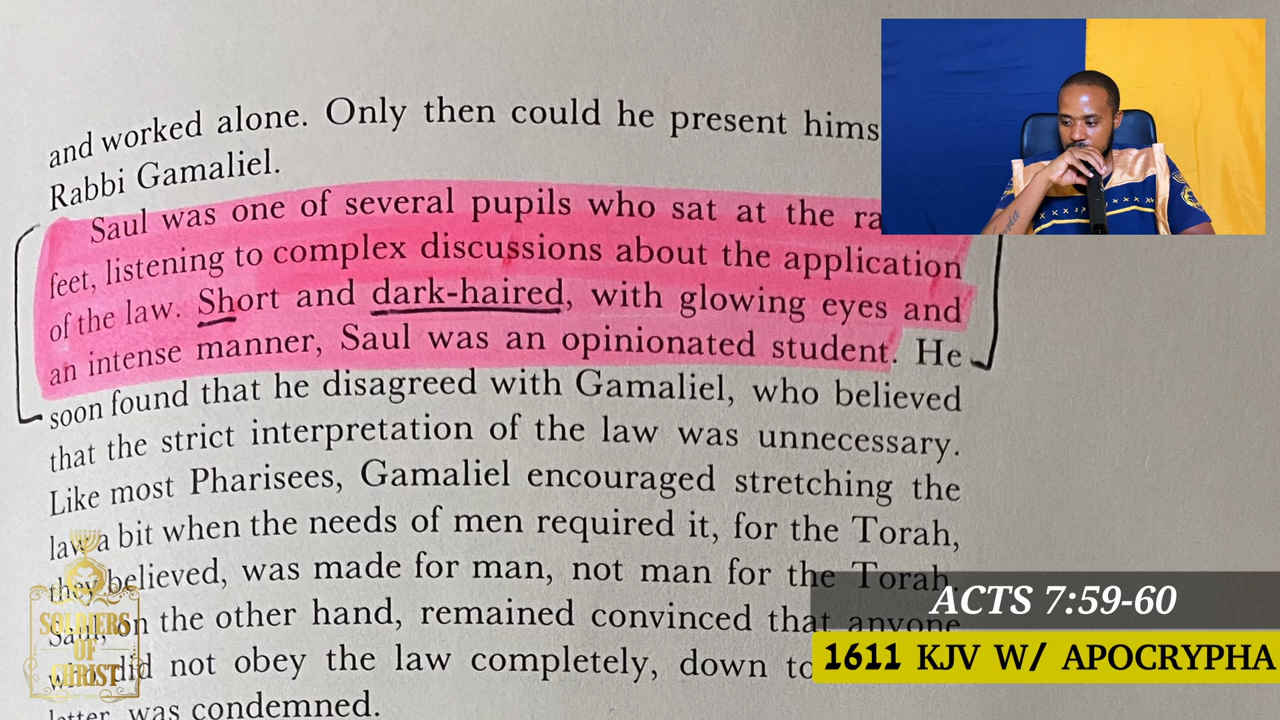 and worked alone. Only then could he present hims
Rabbi Gamaliel.
Saul was one of several pupils who sat at the ra
feet, listening to complex discussions about the application
of the law. Short and dark-haired, with glowing eyes and
an intense manner, Saul was an opinionated student. He
soon found that he disagreed with Gamaliel, who believed
that the strict interpretation of the law was unnecessary.
Like most Pharisees, Gamaliel encouraged stretching the
law a bit when the needs of men required it, for the Torah,
they believed, was made for man, not man for the Torah.
Saul, on the other hand, remained convinced that anyone
did not obey the law completely, down to
letter, was condemned.
ACTS 7:59-60
1611 KJV W/ APOCRYPHA
SOLDIERS
OF
CHRIST